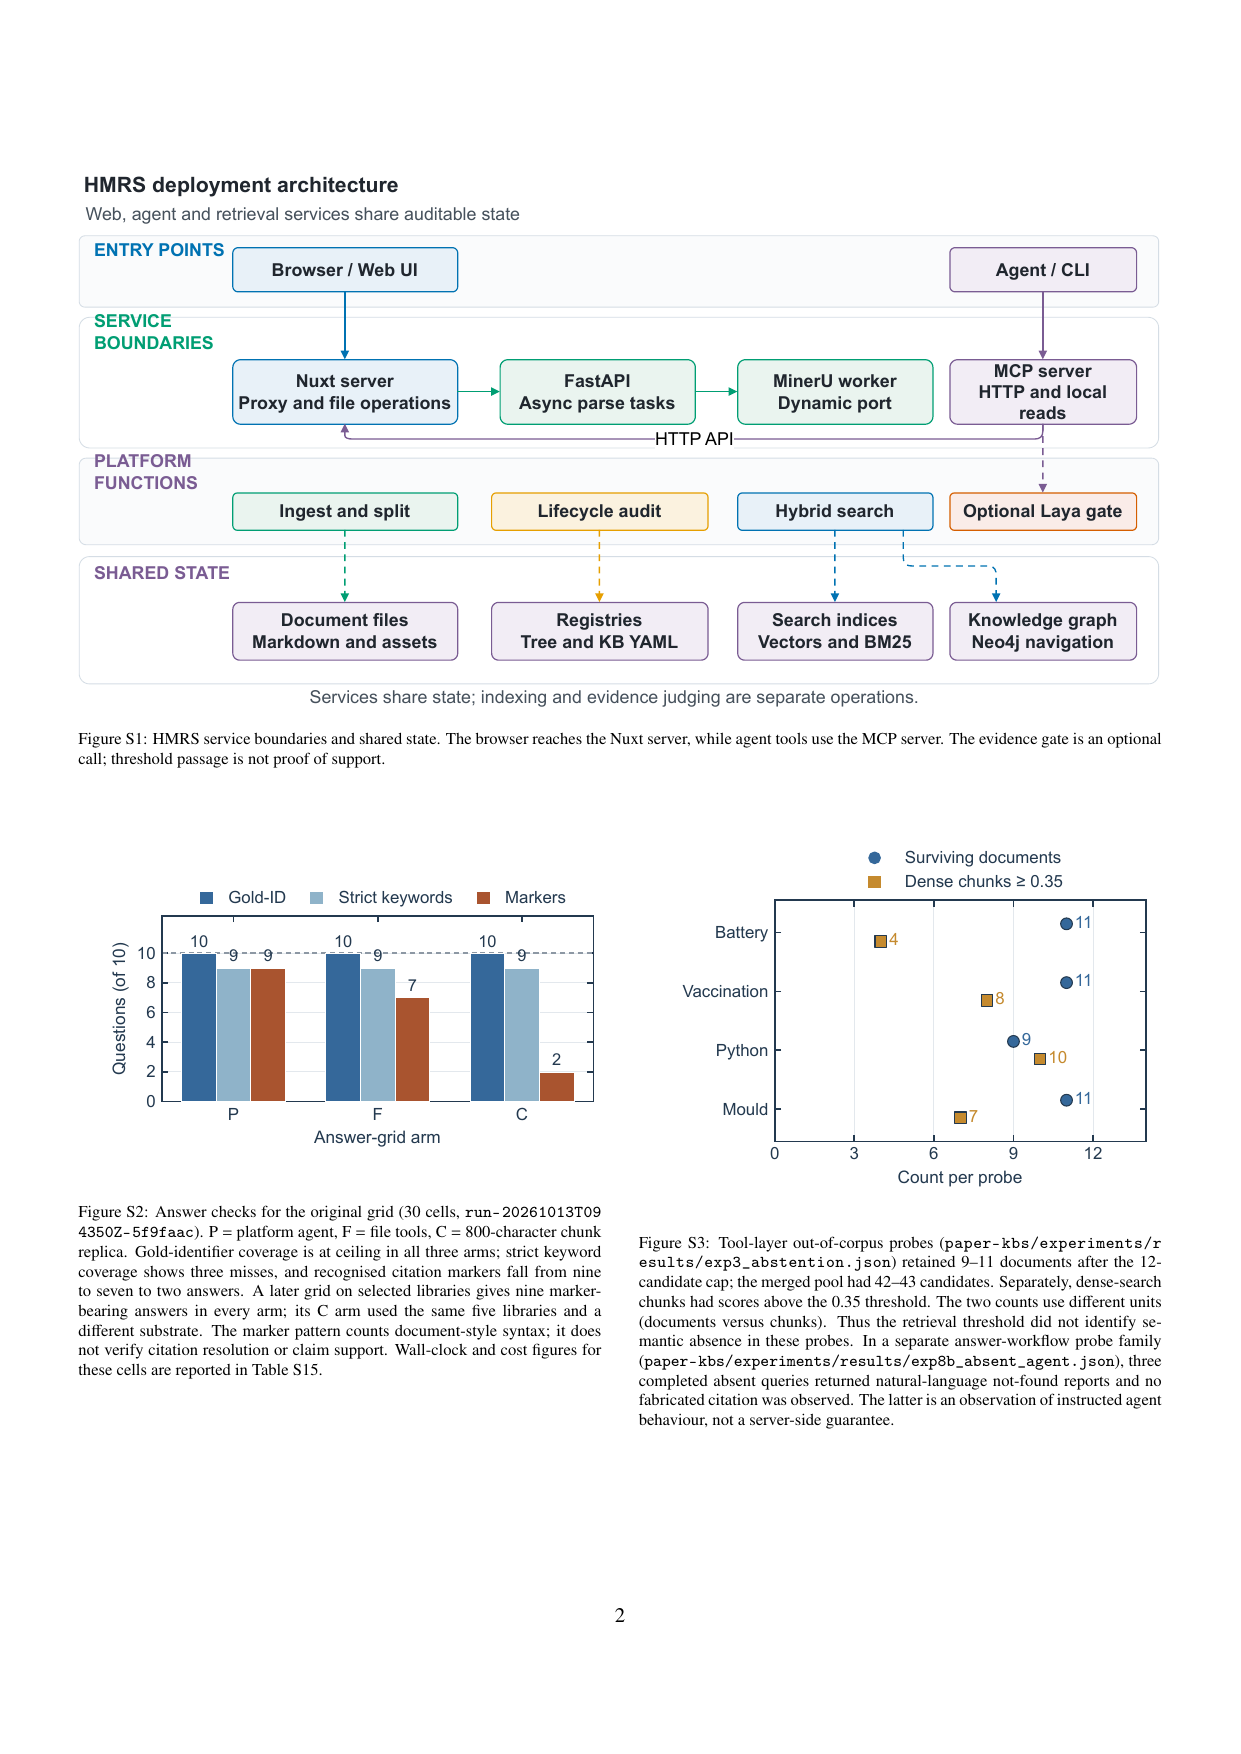 HMRS deployment architecture
Web, agent and retrieval services share auditable state
ENTRY POINTS
Browser / Web UI
Agent / CLI
SERVICE
BOUNDARIES
Nuxt server
Proxy and file operations
FastAPI
Async parse tasks
MinerU worker
Dynamic port
MCP server
HTTP and local
reads
HTTP API
PLATFORM
FUNCTIONS
Ingest and split
Lifecycle audit
Hybrid search
Optional Laya gate
SHARED STATE
Document files
Markdown and assets
Registries
Tree and KB YAML
Search indices
Vectors and BM25
Knowledge graph
Neo4j navigation
Services share state; indexing and evidence judging are separate operations.
Figure S1: HMRS service boundaries and shared state. The browser reaches the Nuxt server, while agent tools use the MCP server. The evidence gate is an optional
call; threshold passage is not proof of support.
Gold-ID Strict keywords Markers
Questions (of 10)
10
8
6
4
2
0
10 9 9
10 9 7
10 9 2
P F C
Answer-grid arm
Figure S2: Answer checks for the original grid (30 cells, run-20261013T09
4350Z-5f9faac). P = platform agent, F = file tools, C = 800-character chunk
replica. Gold-identifier coverage is at ceiling in all three arms; strict keyword
coverage shows three misses, and recognised citation markers fall from nine
to seven to two answers. A later grid on selected libraries gives nine marker-
bearing answers in every arm; its C arm used the same five libraries and a
different substrate. The marker pattern counts document-style syntax; it does
not verify citation resolution or claim support. Wall-clock and cost figures for
these cells are reported in Table S15.
Surviving documents
Dense chunks ≥ 0.35
Battery 4 11
Vaccination 8 11
Python 9 10
Mould 7 11
0 3 6 9 12
Count per probe
Figure S3: Tool-layer out-of-corpus probes (paper-kbs/experiments/r
esults/exp3_abstention.json) retained 9–11 documents after the 12-
candidate cap; the merged pool had 42–43 candidates. Separately, dense-search
chunks had scores above the 0.35 threshold. The two counts use different units
(documents versus chunks). Thus the retrieval threshold did not identify se-
mantic absence in these probes. In a separate answer-workflow probe family
(paper-kbs/experiments/results/exp8b_absent_agent.json), three
completed absent queries returned natural-language not-found reports and no
fabricated citation was observed. The latter is an observation of instructed agent
behaviour, not a server-side guarantee.
2